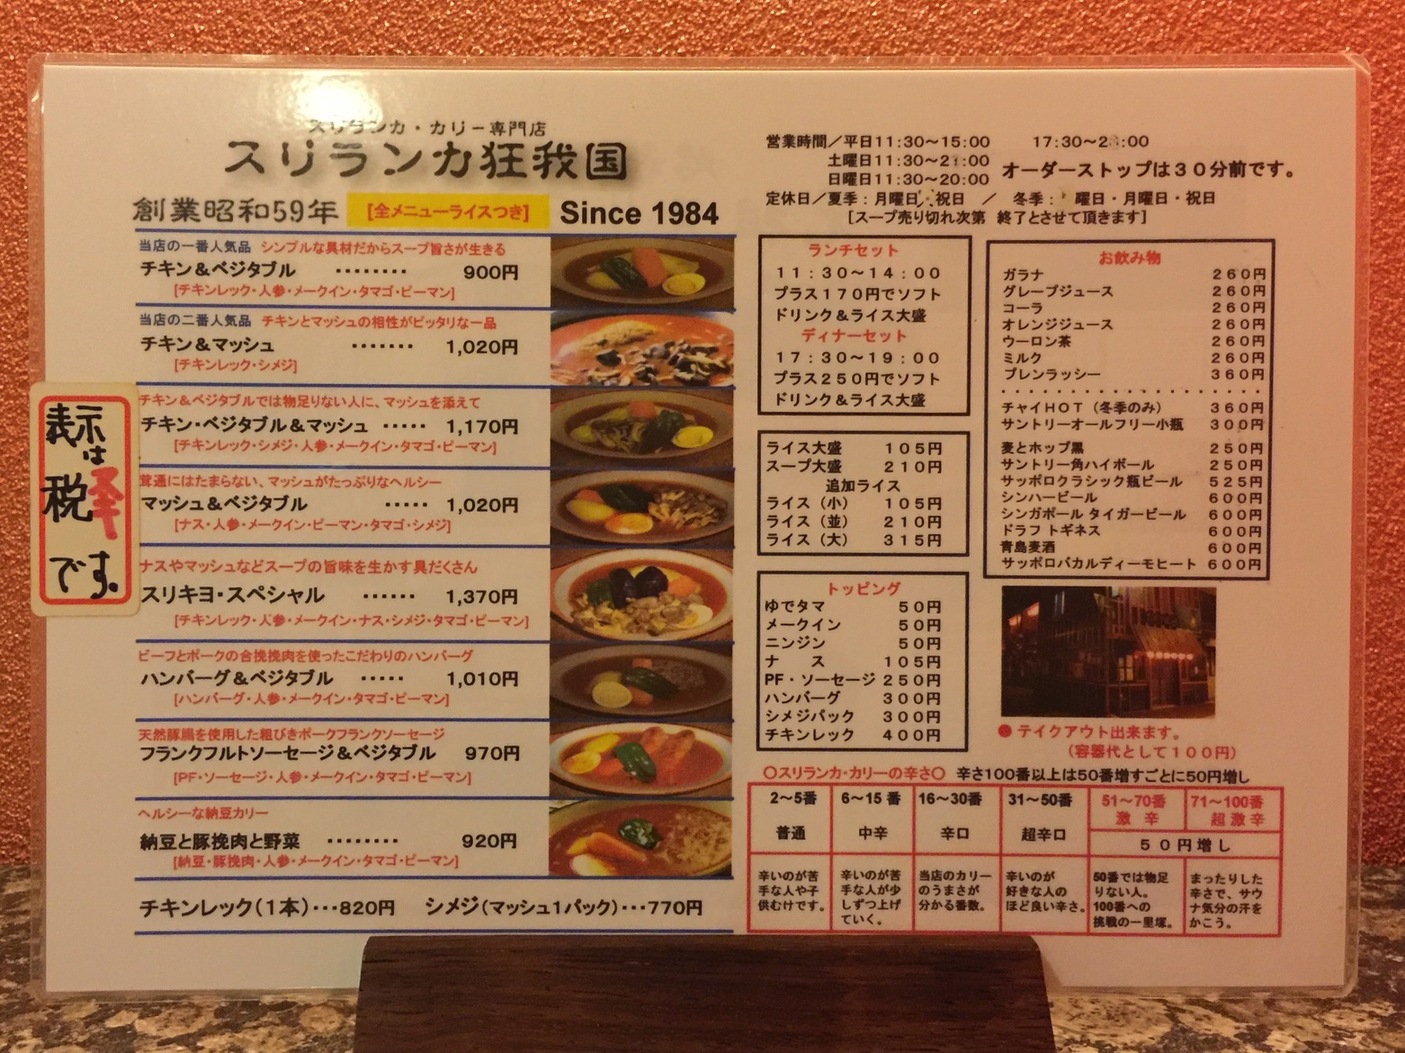 スリランカ・カリー専門店
スリランカ狂我国
創業昭和59年 [全メニューライスつき] Since 1984
当店の一番人気品 シンプルな具材だからスープ旨さが生きる
チキン&ベジタブル ········ 900円
[チキンレック・人参・メークイン・タマゴ・ピーマン]
当店の二番人気品 チキンとマッシュの相性がピッタリな一品
チキン&マッシュ ······· 1,020円
[チキンレック・シメジ]
チキン&ベジタブルでは物足りない人に、マッシュを添えて
チキン・ベジタブル&マッシュ ····· 1,170円
[チキンレック・シメジ・人参・メークイン・タマゴ・ピーマン]
茸通にはたまらない、マッシュがたっぷりなヘルシー
マッシュ&ベジタブル ····· 1,020円
[ナス・人参・メークイン・ピーマン・タマゴ・シメジ]
ナスやマッシュなどスープの旨味を生かす具だくさん
スリキヨ・スペシャル ······ 1,370円
[チキンレック・人参・メークイン・ナス・シメジ・タマゴ・ピーマン]
ビーフとポークの合挽挽肉を使ったこだわりのハンバーグ
ハンバーグ&ベジタブル ····· 1,010円
[ハンバーグ・人参・メークイン・タマゴ・ピーマン]
天然豚腸を使用した粗びきポークフランクソーセージ
フランクフルトソーセージ&ベジタブル 970円
[PF・ソーセージ・人参・メークイン・タマゴ・ピーマン]
ヘルシーな納豆カリー
納豆と豚挽肉と野菜 ········ 920円
[納豆・豚挽肉・人参・メークイン・タマゴ・ピーマン]
チキンレック(1本)···820円 シメジ(マッシュ1パック)···770円
表示は
税
です。
営業時間/平日11:30〜15:00 17:30〜
土曜日11:30〜
日曜日11:30〜20:00
オーダーストップは30分前です。
定休日/夏季:月曜日、祝日 / 冬季: 曜日・月曜日・祝日
[スープ売り切れ次第 終了とさせて頂きます]
ランチセット
11:30〜14:00
プラス170円でソフト
ドリンク&ライス大盛
ディナーセット
17:30〜19:00
プラス250円でソフト
ドリンク&ライス大盛
ライス大盛 105円
スープ大盛 210円
追加ライス
ライス(小) 105円
ライス(並) 210円
ライス(大) 315円
トッピング
ゆでタマ 50円
メークイン 50円
ニンジン 50円
ナ ス 105円
PF・ソーセージ 250円
ハンバーグ 300円
シメジパック 300円
チキンレック 400円
お飲み物
ガラナ 260円
グレープジュース 260円
コーラ 260円
オレンジジュース 260円
ウーロン茶 260円
ミルク 260円
プレンラッシー 360円
チャイHOT(冬季のみ) 360円
サントリーオールフリー小瓶 300円
麦とホップ黒 250円
サントリー角ハイボール 250円
サッポロクラシック瓶ビール 525円
シンハービール 600円
シンガポール タイガービール 600円
ドラフトギネス 600円
青島麦酒 600円
サッポロバカルディーモヒート 600円
●テイクアウト出来ます。
(容器代として100円)
○スリランカ・カリーの辛さ○ 辛さ100番以上は50番増すごとに50円増し
2〜5番 6〜15番 16〜30番 31〜50番 51〜70番 71〜100番
普通 中辛 辛口 超辛口 激 辛 超激辛
50円増し
辛いのが苦
手な人や子
供むけです。
辛いのが苦
手な人が少
しずつ上げ
ていく。
当店のカリー
のうまさが
分かる番数。
辛いのが
好きな人の
ほど良い辛さ。
50番では物足
りない人。
100番への
挑戦の一里塚。
まったりした
辛さで、サウ
ナ気分の汗を
かこう。